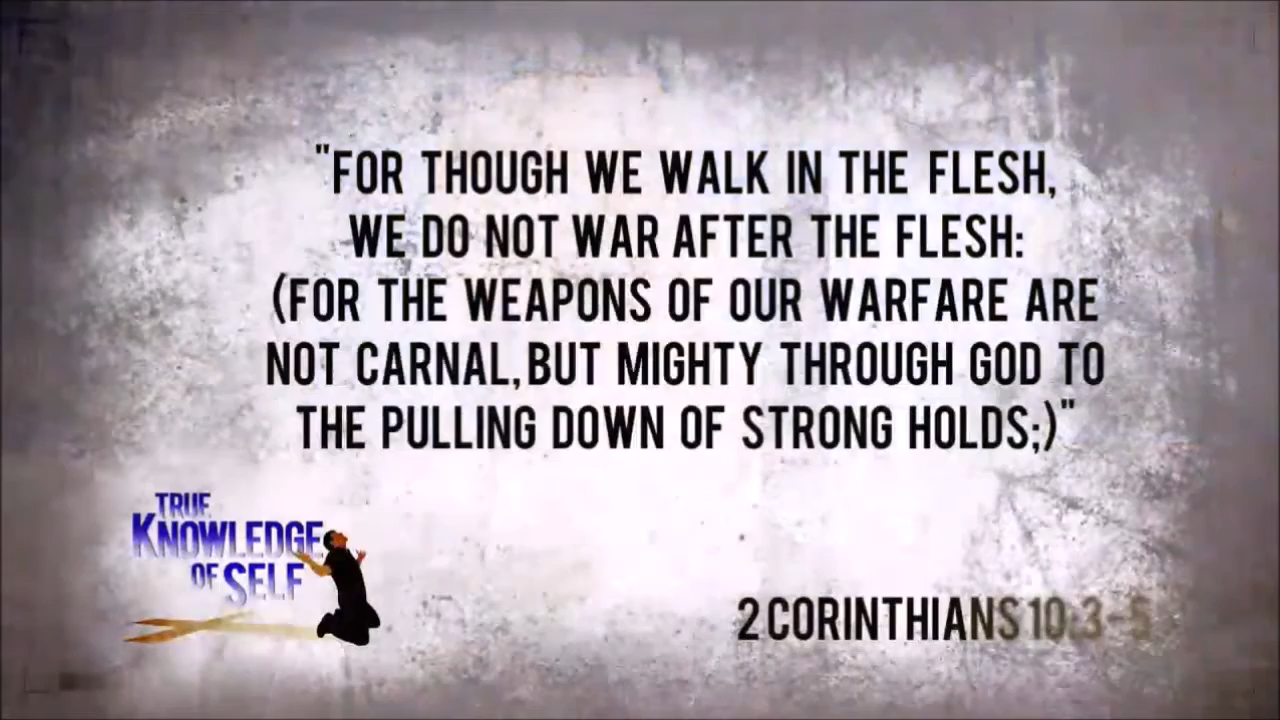 "FOR THOUGH WE WALK IN THE FLESH,
WE DO NOT WAR AFTER THE FLESH:
(FOR THE WEAPONS OF OUR WARFARE ARE
NOT CARNAL, BUT MIGHTY THROUGH GOD TO
THE PULLING DOWN OF STRONG HOLDS;)"
TRUE
KNOWLEDGE
OF SELF
2 CORINTHIANS 10:3-5